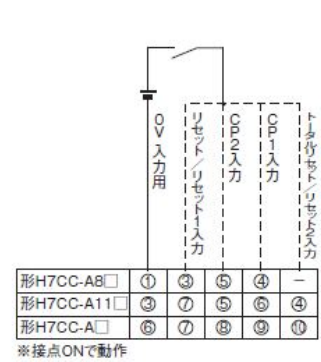 0V入力用
リセット/リセット1入力
CP2入力
CP1入力
トータルリセット/リセット2入力
形H7CC-A8□ ① ③ ⑤ ④ −
形H7CC-A11□ ③ ⑦ ⑤ ⑥ ④
形H7CC-A□ ⑥ ⑦ ⑧ ⑨ ⑩
※接点ONで動作